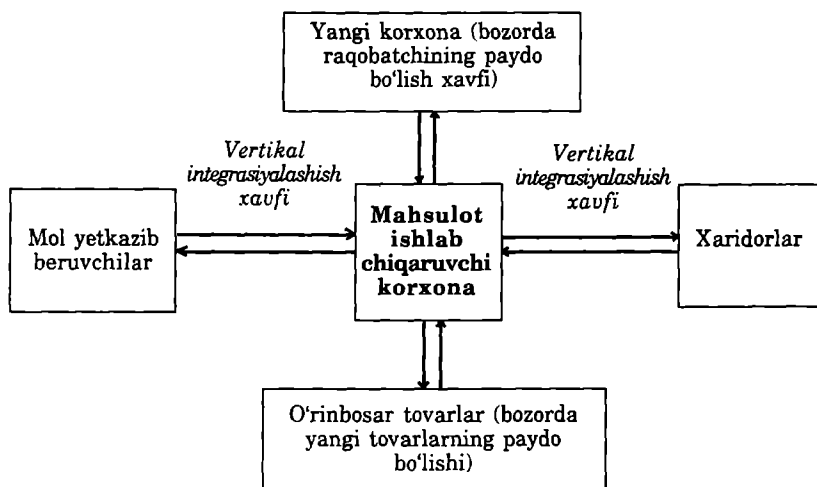 Yangi korxona (bozorda
raqobatchining paydo
bo‘lish xavfi)
Vertikal
integrasiyalashish
xavfi
Vertikal
integrasiyalashish
xavfi
Mol yetkazib
beruvchilar
Mahsulot
ishlab
chiqaruvchi
korxona
Xaridorlar
O‘rinbosar tovarlar (bozorda
yangi tovarlarning paydo
bo‘lishi)